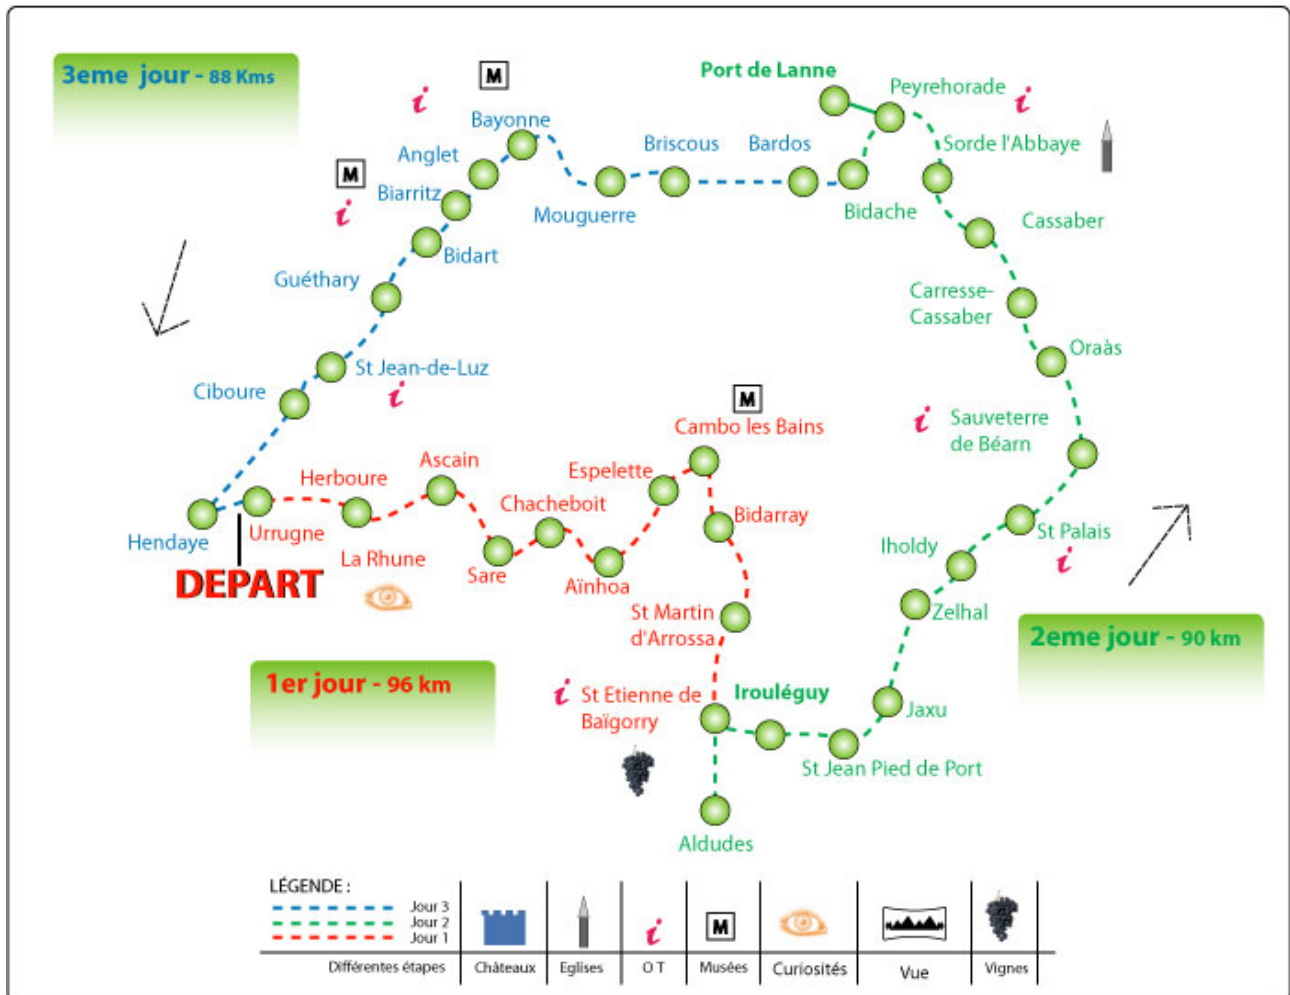 3eme jour - 88 Kms
M
i
Bayonne
Port de Lanne
Peyrehorade
i
Anglet
Briscous
Bardos
Sorde l'Abbaye
M
Biarritz
i
Mouguerre
Bidache
Cassaber
Bidart
Guéthary
Carresse-
Cassaber
Oraàs
St Jean-de-Luz
i
Ciboure
M
Cambo les Bains
i
Sauveterre
de Béarn
Ascain
Herboure
Espelette
Chacheboit
Bidarray
Hendaye
Urrugne
St Palais
i
Iholdy
La Rhune
DEPART
Sare
Aïnhoa
Zelhal
St Martin
d'Arrossa
2eme jour - 90 km
1er jour - 96 km
i
St Etienne de
Baïgorry
Irouléguy
Jaxu
St Jean Pied de Port
Aldudes
LÉGENDE :
Jour 3
Jour 2
Jour 1
i
M
Différentes étapes
Châteaux
Eglises
O T
Musées
Curiosités
Vue
Vignes